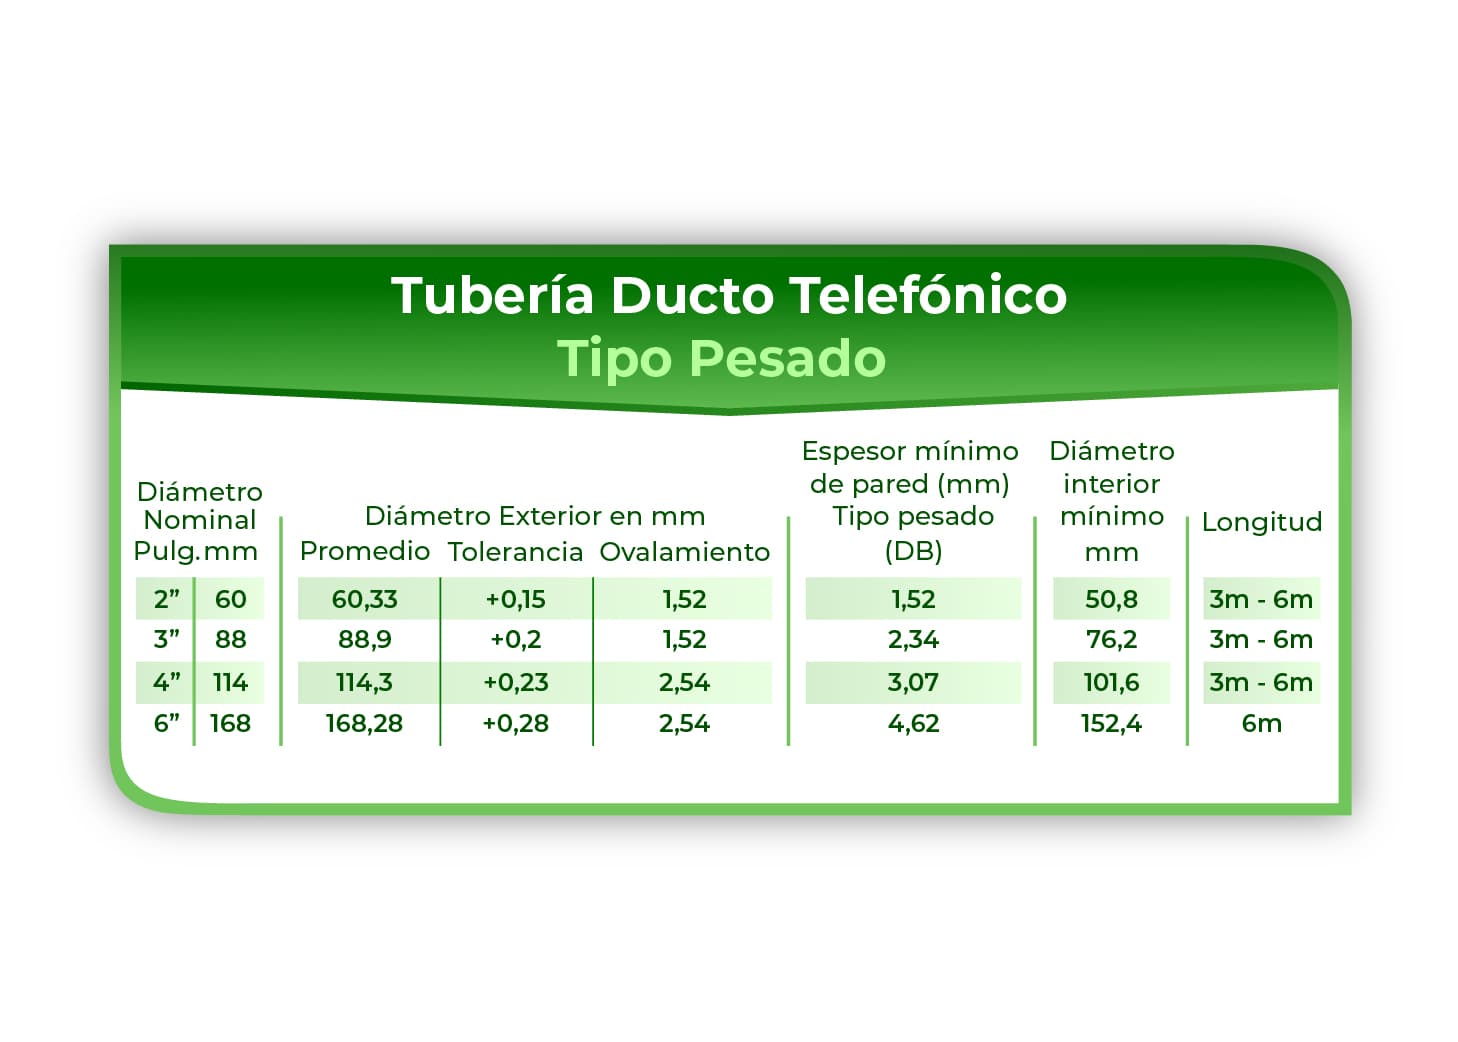 Tubería Ducto Telefónico
Tipo Pesado
Diámetro
Nominal
Pulg. mm
Diámetro Exterior en mm
Promedio Tolerancia Ovalamiento
Espesor mínimo
de pared (mm)
Tipo pesado
(DB)
Diámetro
interior
mínimo
mm
Longitud
2” 60 60,33 +0,15 1,52 1,52 50,8 3m - 6m
3” 88 88,9 +0,2 1,52 2,34 76,2 3m - 6m
4” 114 114,3 +0,23 2,54 3,07 101,6 3m - 6m
6” 168 168,28 +0,28 2,54 4,62 152,4 6m